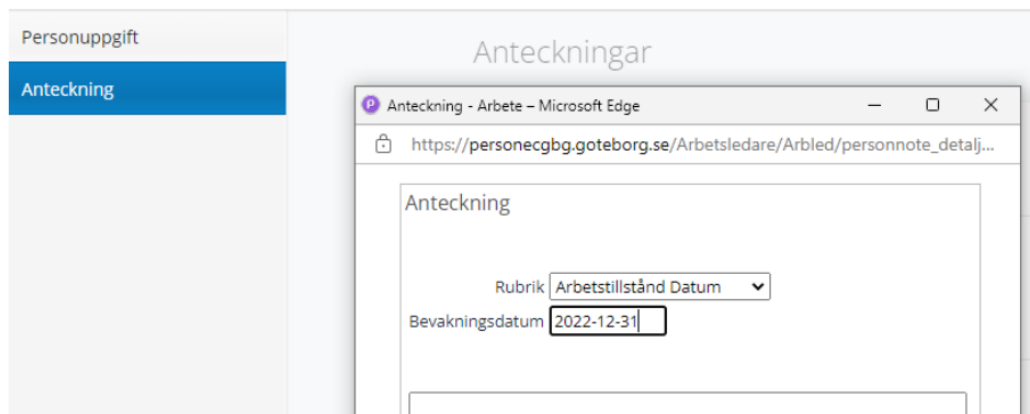 Personuppgift
Anteckning
Anteckningar
Anteckning - Arbete – Microsoft Edge
https://personecgbg.goteborg.se/Arbetsledare/Arbled/personnote_detalj...
Anteckning
Rubrik Arbetstillstånd Datum
Bevakningsdatum 2022-12-31